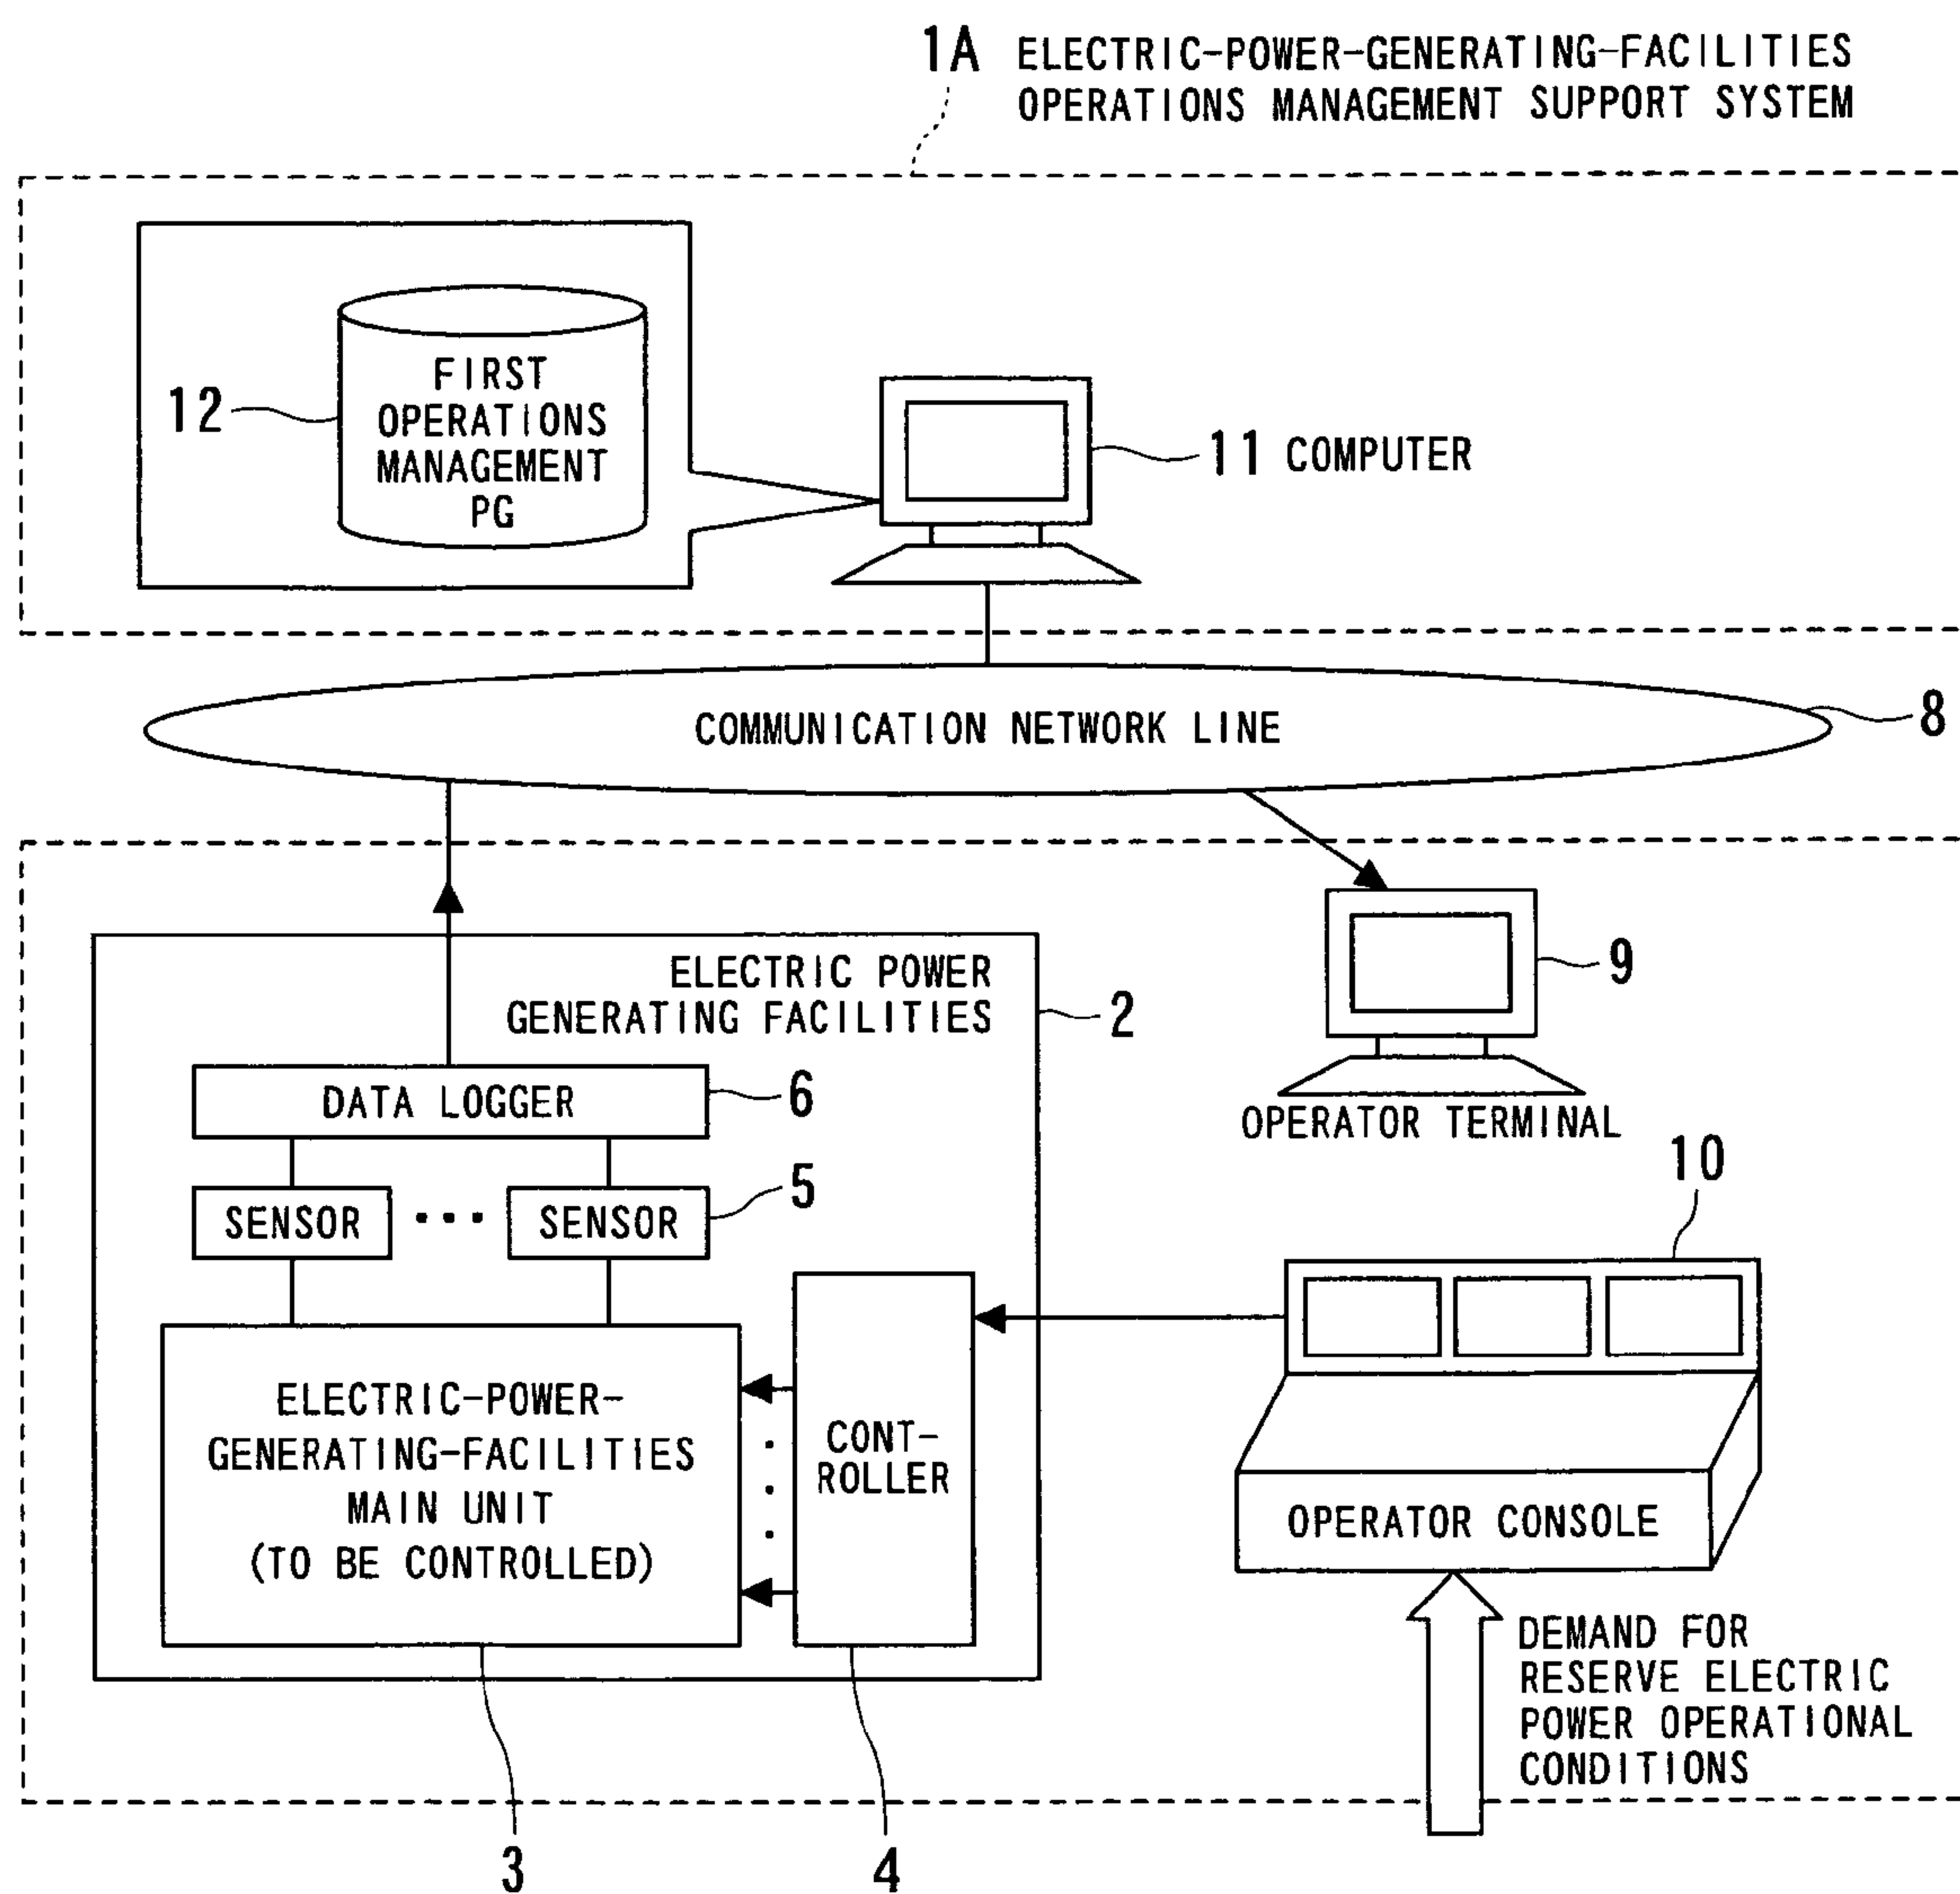 1A ELECTRIC-POWER-GENERATING-FACILITIES
OPERATIONS MANAGEMENT SUPPORT SYSTEM
FIRST
OPERATIONS
MANAGEMENT
PG
12
11 COMPUTER
COMMUNICATION NETWORK LINE
8
ELECTRIC POWER
GENERATING FACILITIES
2
9
OPERATOR TERMINAL
DATA LOGGER
6
SENSOR
...
SENSOR
5
10
ELECTRIC-POWER-
GENERATING-FACILITIES
MAIN UNIT
(TO BE CONTROLLED)
CONT-
ROLLER
OPERATOR CONSOLE
DEMAND FOR
RESERVE ELECTRIC
POWER OPERATIONAL
CONDITIONS
3
4